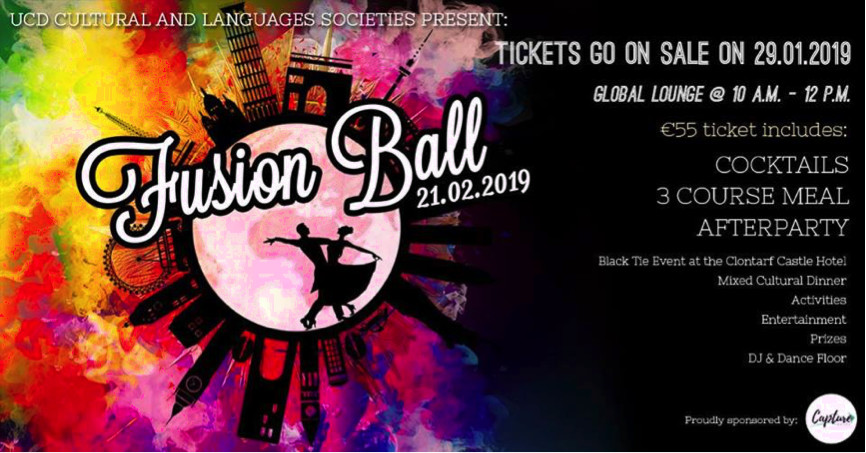 UCD CULTURAL AND LANGUAGES SOCIETIES PRESENT:
TICKETS GO ON SALE ON 29.01.2019
GLOBAL LOUNGE @ 10 A.M. - 12 P.M.
€55 ticket includes:
COCKTAILS
3 COURSE MEAL
AFTERPARTY
Fusion Ball
21.02.2019
Black Tie Event at the Clontarf Castle Hotel
Mixed Cultural Dinner
Activities
Entertainment
Prizes
DJ & Dance Floor
Proudly sponsored by:
Capture